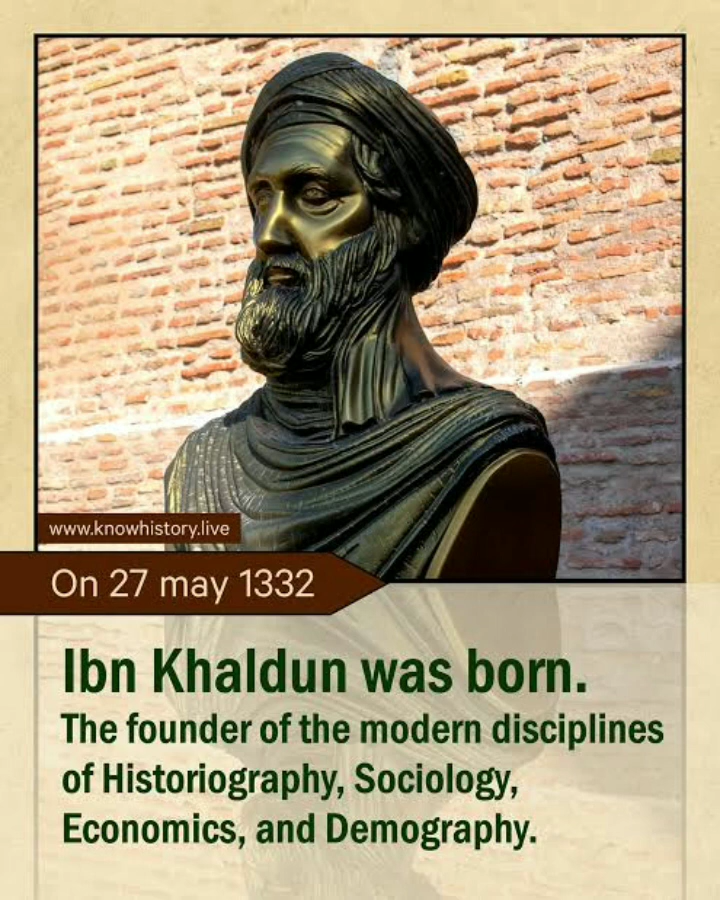 www.knowhistory.live
On 27 may 1332
Ibn Khaldun was born.
The founder of the modern disciplines
of Historiography, Sociology,
Economics, and Demography.